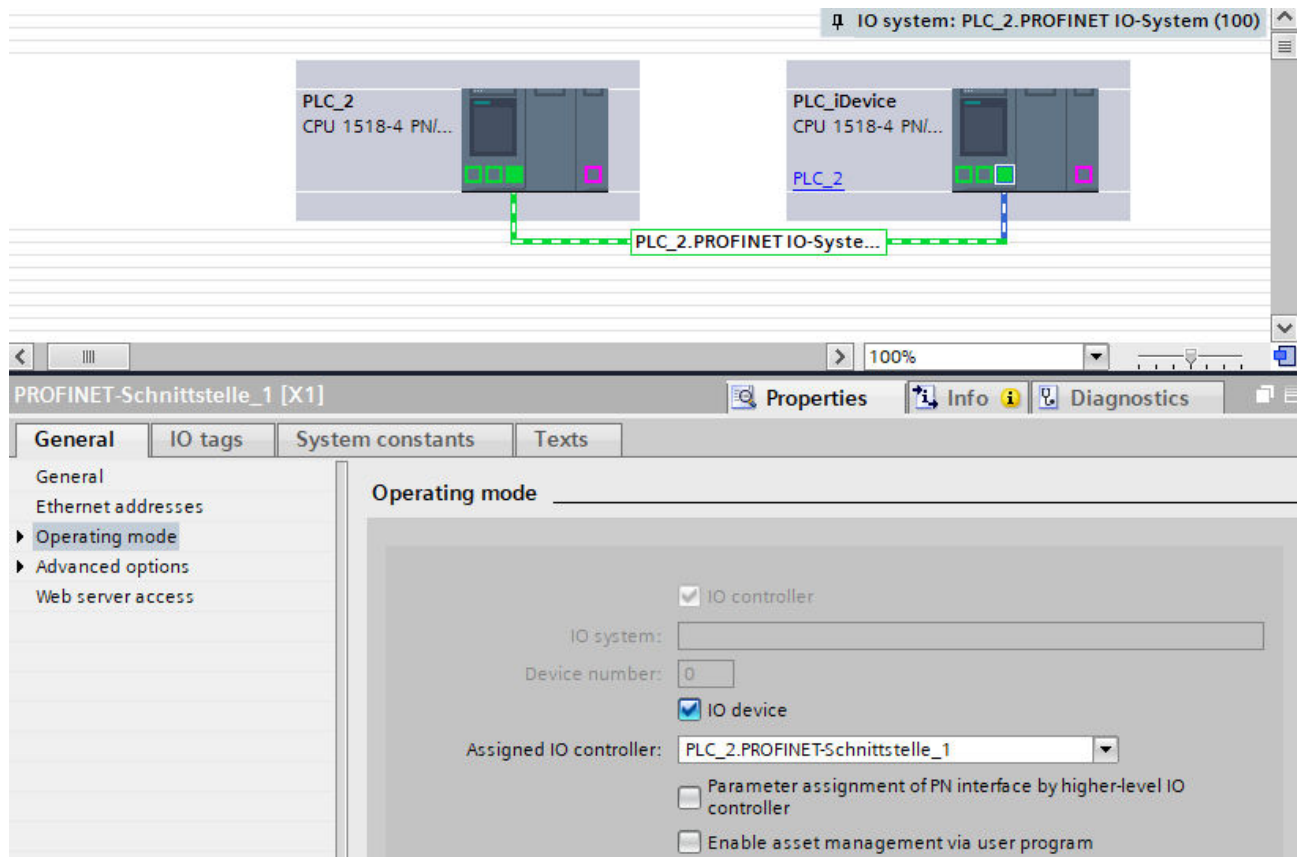 IO system: PLC_2.PROFINET IO-System (100)
PLC_2
CPU 1518-4 PN/...
PLC_iDevice
CPU 1518-4 PN/...
PLC_2
PLC_2.PROFINET IO-Syste...
100%
PROFINET-Schnittstelle_1 [X1]
Properties
Info
Diagnostics
General
IO tags
System constants
Texts
General
Ethernet addresses
Operating mode
Advanced options
Web server access
Operating mode
IO controller
IO system:
Device number: 0
IO device
Assigned IO controller: PLC_2.PROFINET-Schnittstelle_1
Parameter assignment of PN interface by higher-level IO
controller
Enable asset management via user program